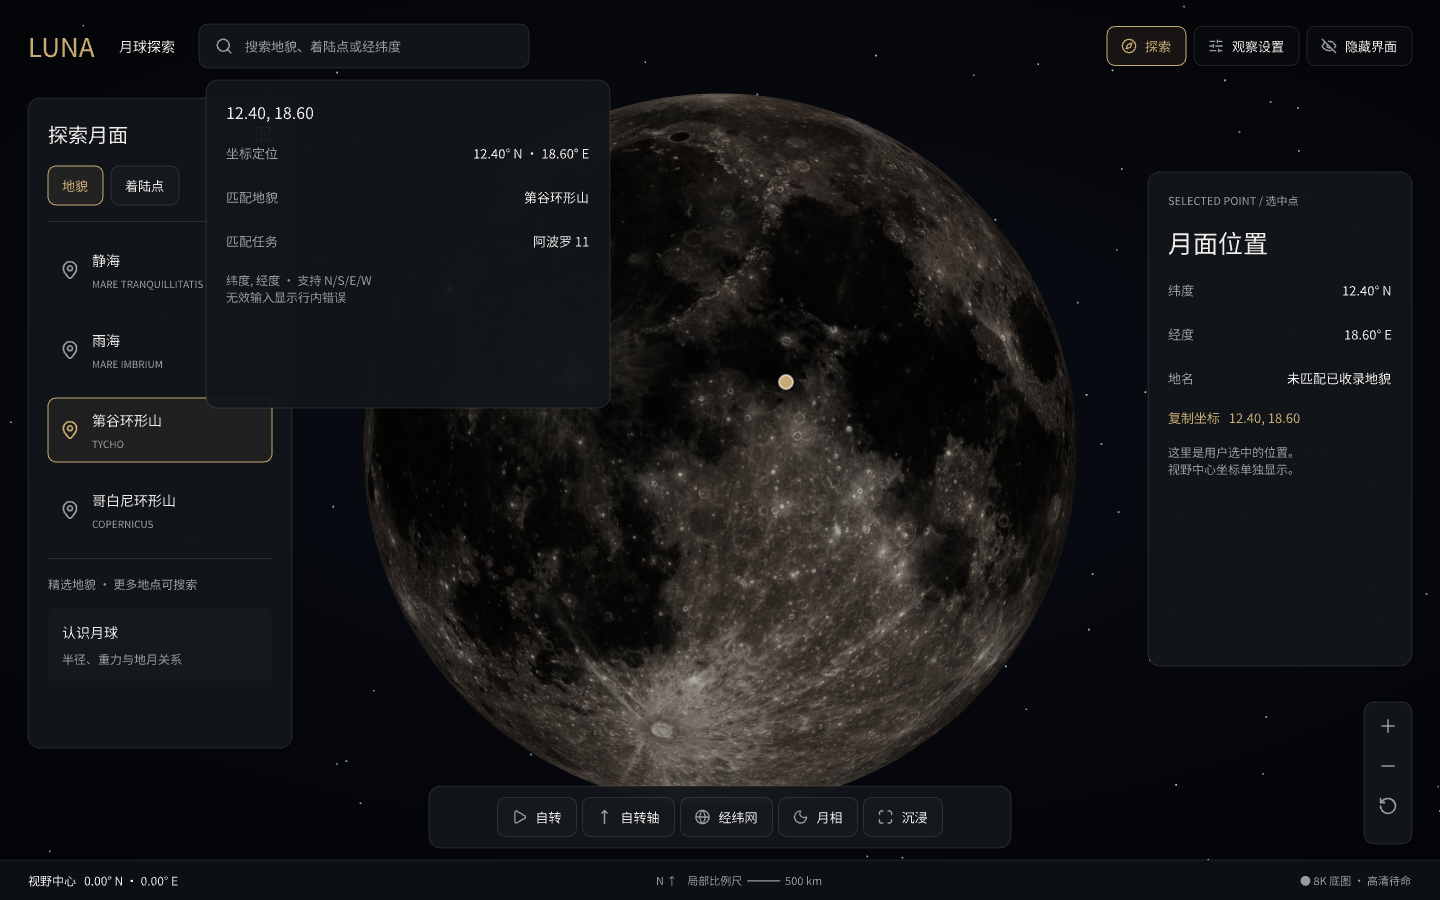 LUNA
月球探索
搜索地貌、着陆点或经纬度
探索
观察设置
隐藏界面
探索月面
地貌
着陆点
静海
MARE TRANQUILLITATIS
雨海
MARE IMBRIUM
第谷环形山
TYCHO
哥白尼环形山
COPERNICUS
精选地貌 · 更多地点可搜索
认识月球
半径、重力与地月关系
12.40, 18.60
坐标定位 12.40° N · 18.60° E
匹配地貌 第谷环形山
匹配任务 阿波罗 11
纬度, 经度 · 支持 N/S/E/W
无效输入显示行内错误
SELECTED POINT / 选中点
月面位置
纬度 12.40° N
经度 18.60° E
地名 未匹配已收录地貌
复制坐标 12.40, 18.60
这里是用户选中的位置。
视野中心坐标单独显示。
自转
自转轴
经纬网
月相
沉浸
视野中心 0.00° N · 0.00° E
N ↑ 局部比例尺 500 km
8K 底图 · 高清待命